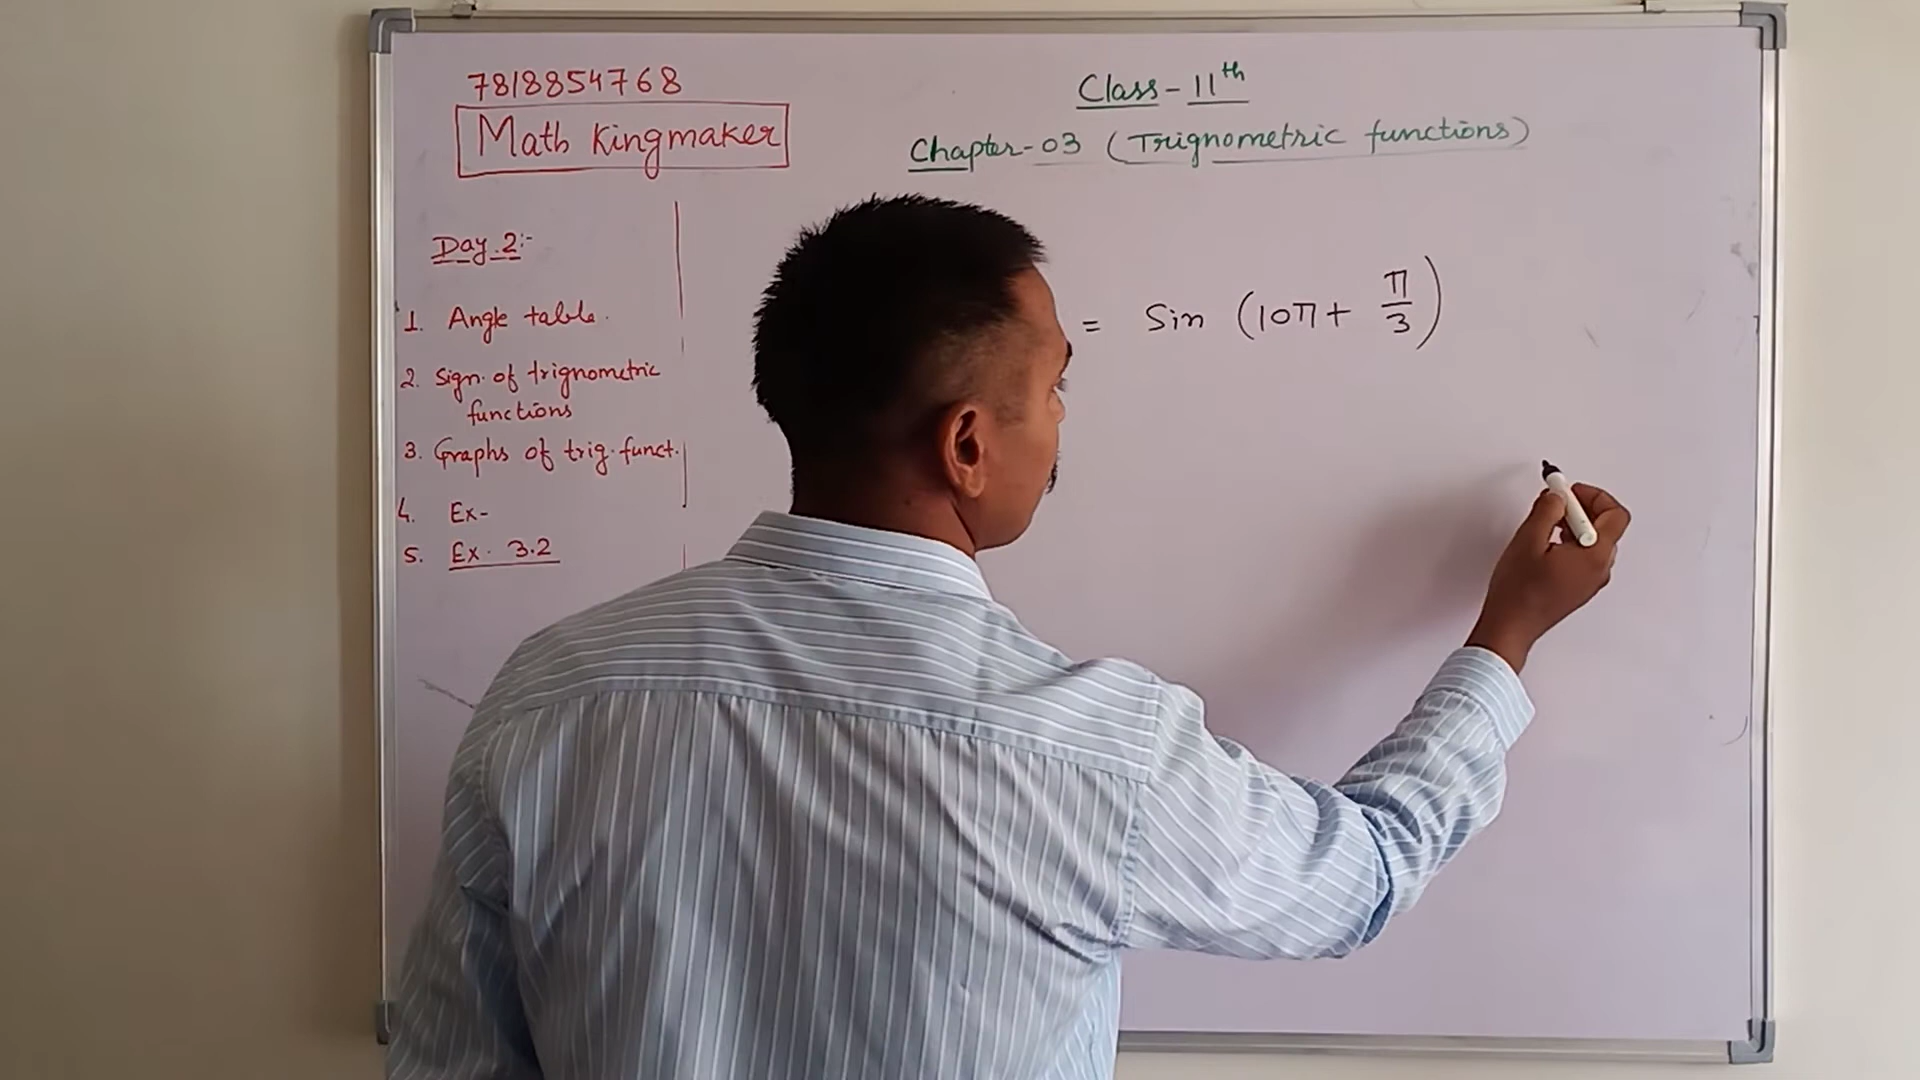 7818854768
Math Kingmaker
Class - 11th
Chapter-03 (Trignometric functions)
Day 2:-
1. Angle table.
2. Sign of trignometric
functions
3. Graphs of trig. funct.
4. Ex-
5. Ex. 3.2
= Sin (10π + π/3)